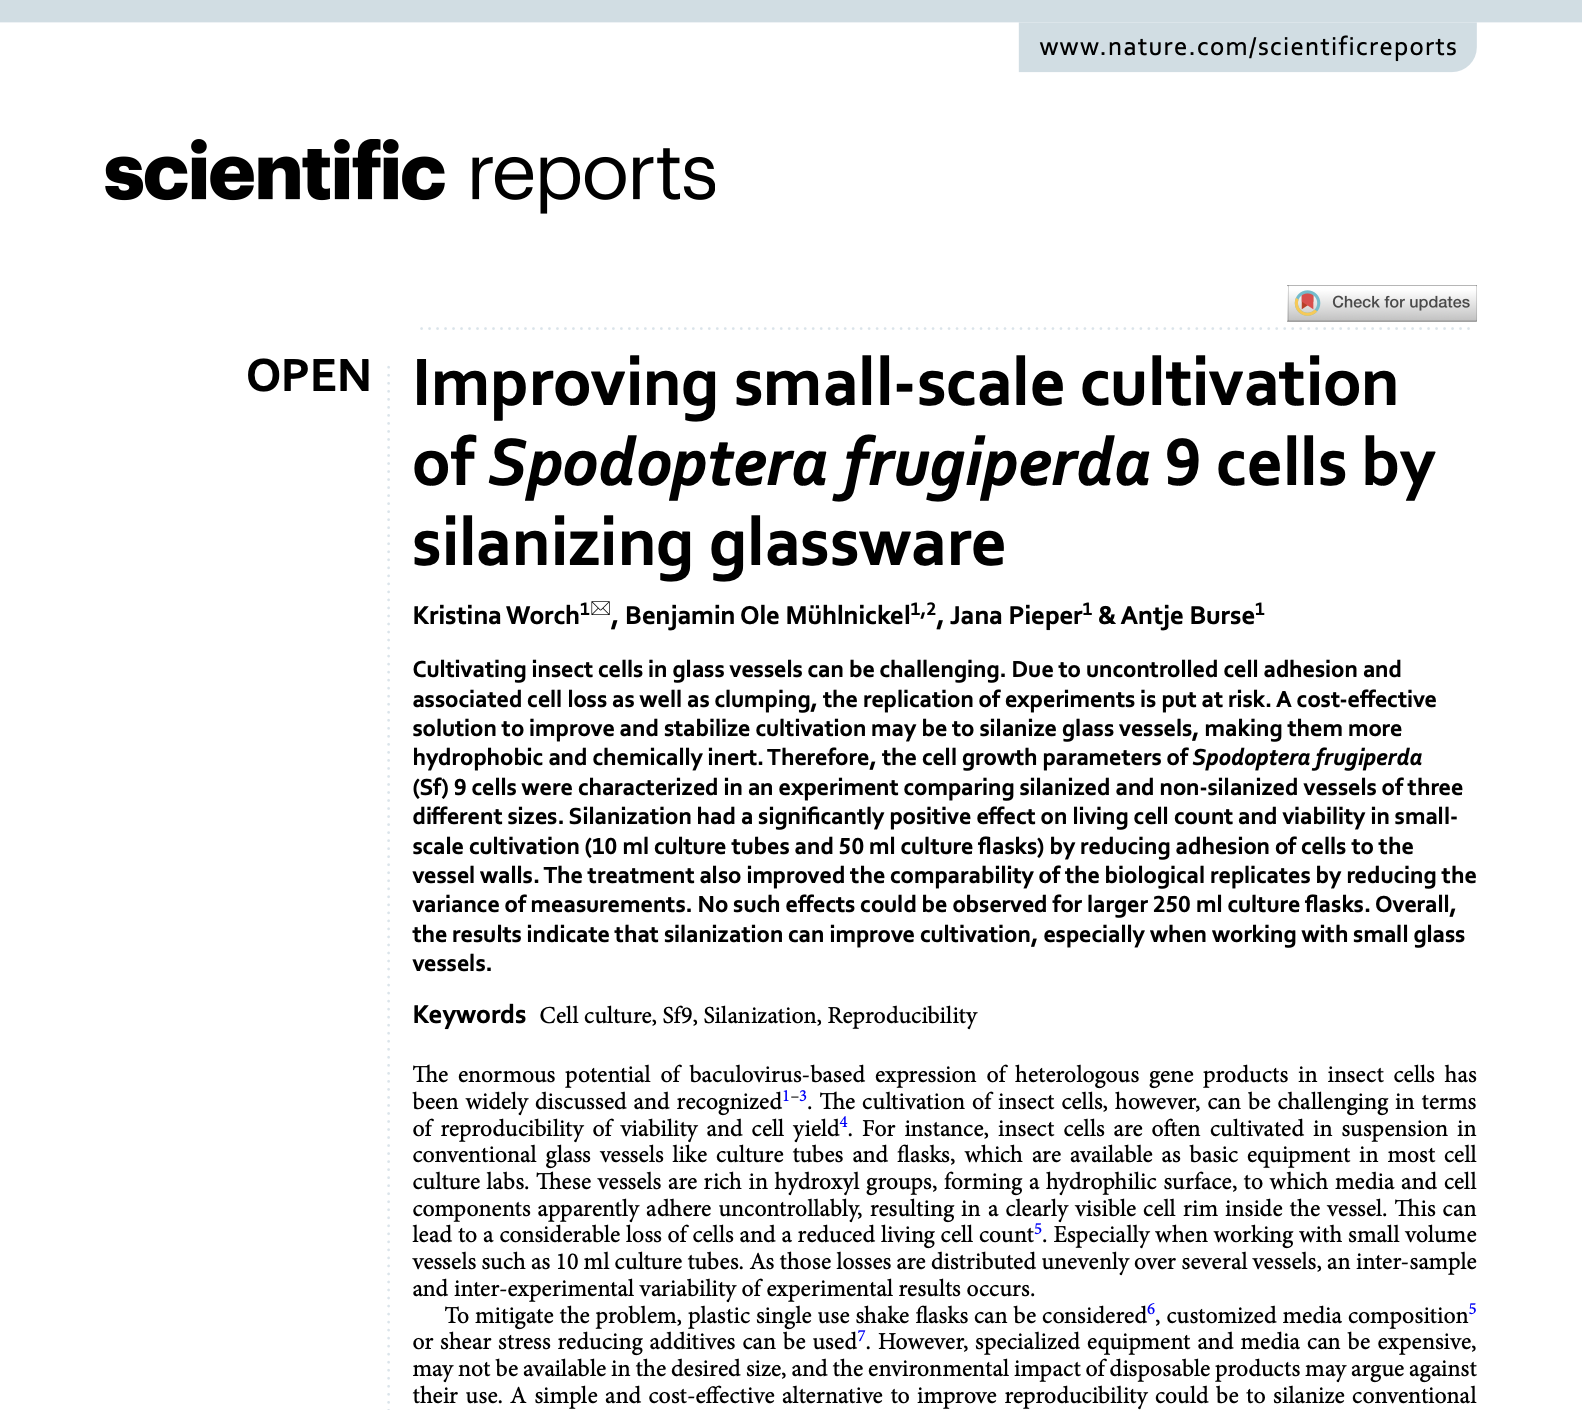 www.nature.com/scientificreports
scientific reports
Check for updates
OPEN
Improving small-scale cultivation
of Spodoptera frugiperda 9 cells by
silanizing glassware
Kristina Worch1✉, Benjamin Ole Mühlnickel1,2, Jana Pieper1 & Antje Burse1
Cultivating insect cells in glass vessels can be challenging. Due to uncontrolled cell adhesion and
associated cell loss as well as clumping, the replication of experiments is put at risk. A cost-effective
solution to improve and stabilize cultivation may be to silanize glass vessels, making them more
hydrophobic and chemically inert. Therefore, the cell growth parameters of Spodoptera frugiperda
(Sf) 9 cells were characterized in an experiment comparing silanized and non-silanized vessels of three
different sizes. Silanization had a significantly positive effect on living cell count and viability in small-
scale cultivation (10 ml culture tubes and 50 ml culture flasks) by reducing adhesion of cells to the
vessel walls. The treatment also improved the comparability of the biological replicates by reducing the
variance of measurements. No such effects could be observed for larger 250 ml culture flasks. Overall,
the results indicate that silanization can improve cultivation, especially when working with small glass
vessels.
Keywords Cell culture, Sf9, Silanization, Reproducibility
The enormous potential of baculovirus-based expression of heterologous gene products in insect cells has
been widely discussed and recognized1–3. The cultivation of insect cells, however, can be challenging in terms
of reproducibility of viability and cell yield4. For instance, insect cells are often cultivated in suspension in
conventional glass vessels like culture tubes and flasks, which are available as basic equipment in most cell
culture labs. These vessels are rich in hydroxyl groups, forming a hydrophilic surface, to which media and cell
components apparently adhere uncontrollably, resulting in a clearly visible cell rim inside the vessel. This can
lead to a considerable loss of cells and a reduced living cell count5. Especially when working with small volume
vessels such as 10 ml culture tubes. As those losses are distributed unevenly over several vessels, an inter-sample
and inter-experimental variability of experimental results occurs.
To mitigate the problem, plastic single use shake flasks can be considered6, customized media composition5
or shear stress reducing additives can be used7. However, specialized equipment and media can be expensive,
may not be available in the desired size, and the environmental impact of disposable products may argue against
their use. A simple and cost-effective alternative to improve reproducibility could be to silanize conventional